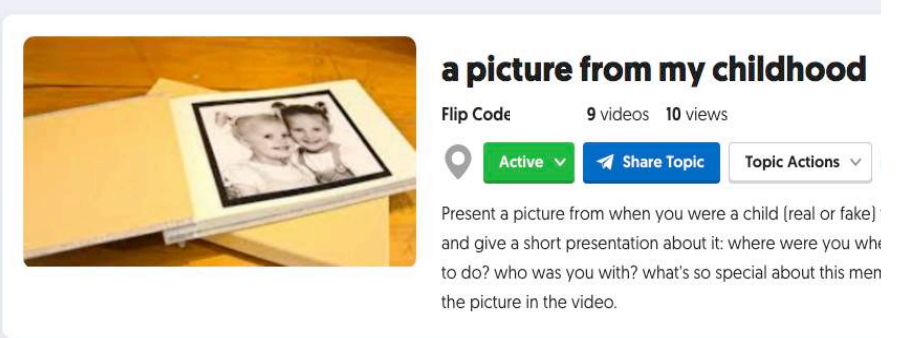 a picture from my childhood
Flip Code 9 videos 10 views
Active Share Topic Topic Actions
Present a picture from when you were a child (real or fake)
and give a short presentation about it: where were you
to do? who was you with? what's so special about this
the picture in the video.